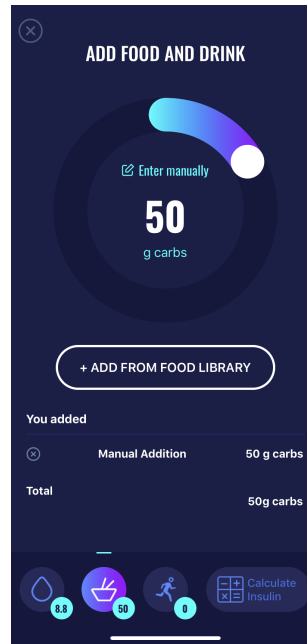 ADD FOOD AND DRINK
Enter manually
50
g carbs
+ ADD FROM FOOD LIBRARY
You added
Manual Addition 50 g carbs
Total 50g carbs
8.8 50 0 Calculate
Insulin